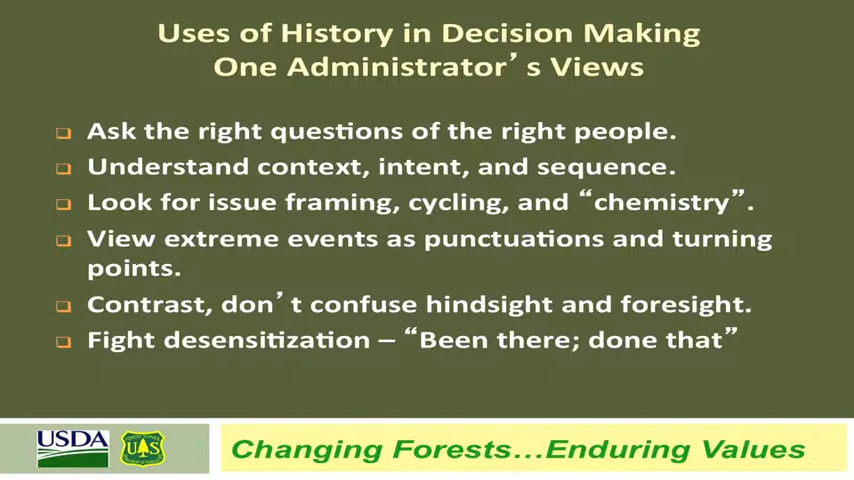 Uses of History in Decision Making
One Administrator’s Views
Ask the right questions of the right people.
Understand context, intent, and sequence.
Look for issue framing, cycling, and “chemistry”.
View extreme events as punctuations and turning
points.
Contrast, don’t confuse hindsight and foresight.
Fight desensitization – “Been there; done that”
USDA
UAS
Changing Forests...Enduring Values